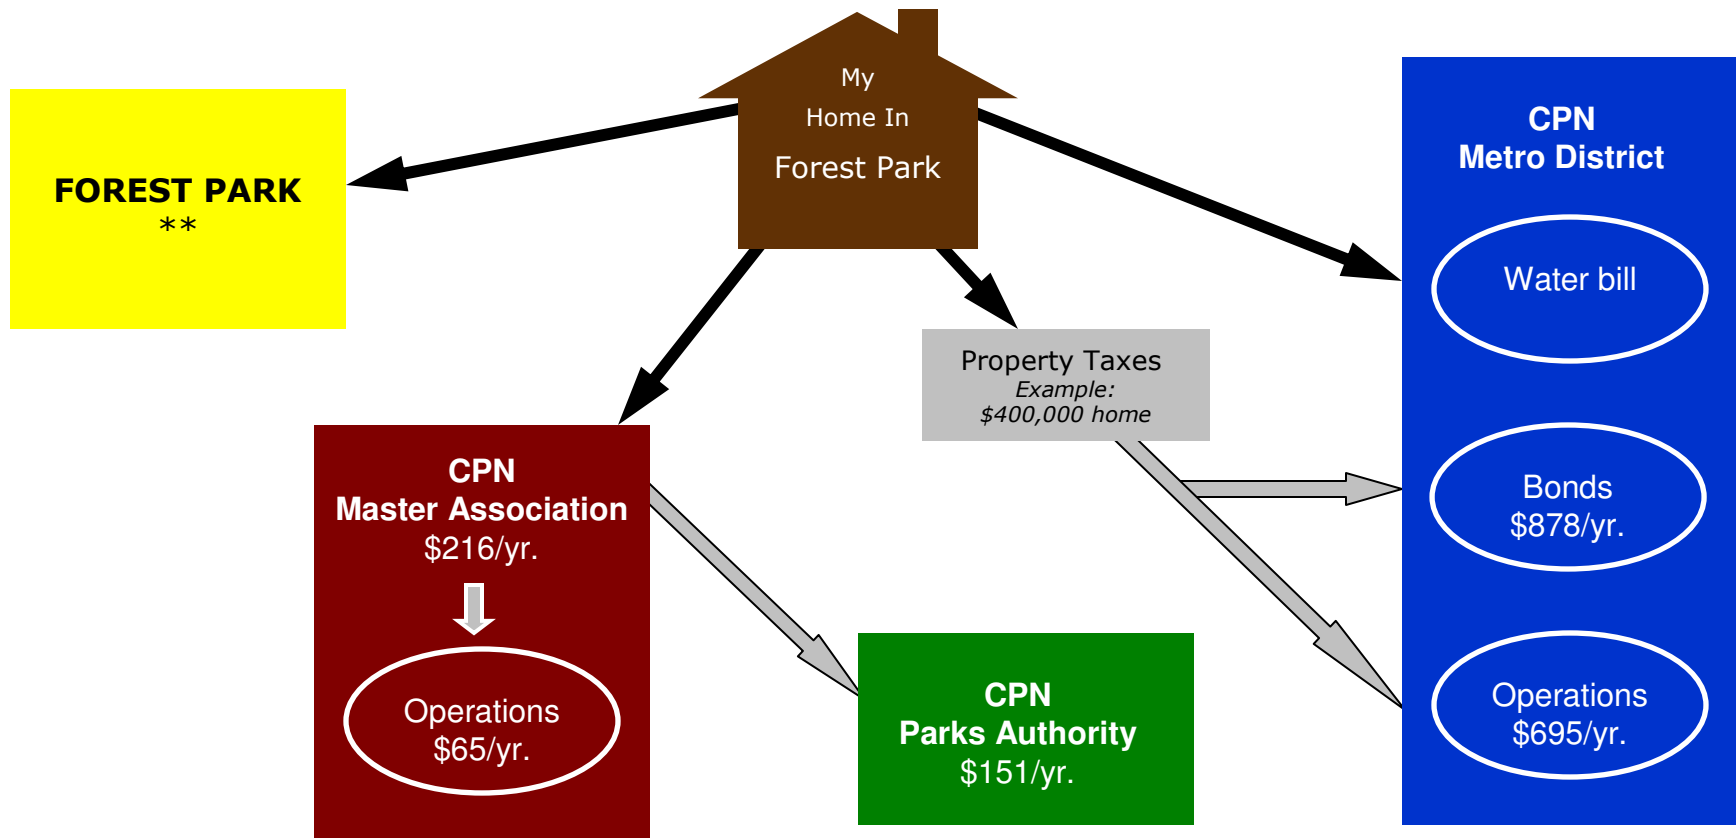 My
Home In
Forest Park
FOREST PARK
**
CPN
Metro District
Water bill
Property Taxes
Example:
$400,000 home
CPN
Master Association
$216/yr.
Operations
$65/yr.
CPN
Parks Authority
$151/yr.
Bonds
$878/yr.
Operations
$695/yr.